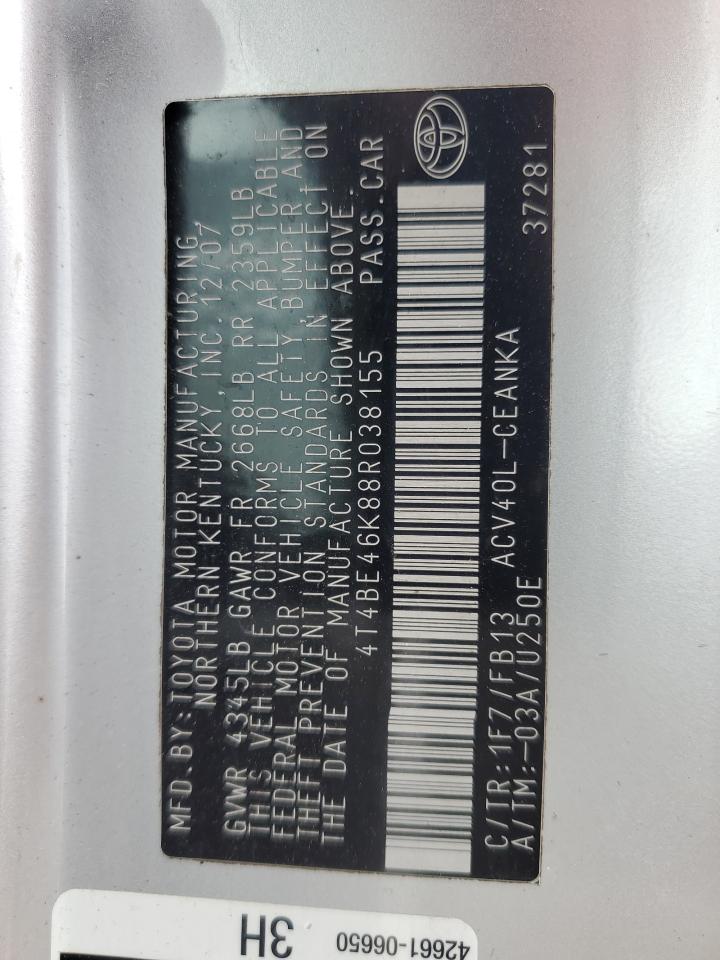 MFD.BY:TOYOTA MOTOR MANUFACTURING,
NORTHERN KENTUCKY, INC. 12/07
GVWR 4345LB GAWR FR 2668LB RR 2359LB
THIS VEHICLE CONFORMS TO ALL APPLICABLE
FEDERAL MOTOR VEHICLE SAFETY, BUMPER, AND
THEFT PREVENTION STANDARDS IN EFFECT ON
THE DATE OF MANUFACTURE SHOWN ABOVE.
4T4BE46K88R038155 PASS.CAR
C/TR:1F7/FB13 ACV40L-CEANKA
A/TM:-03A/U250E 37281
3H
42661-06650